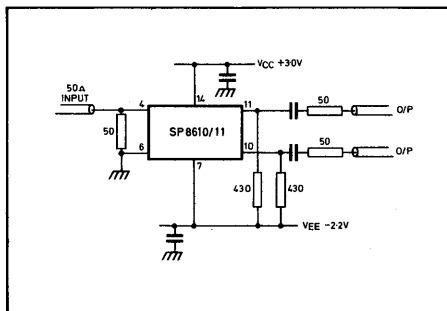 VCC +3·0V
50Ω
INPUT
4
14
11
50
O/P
50
SP8610/11
6
10
50
O/P
7
430
430
VEE -2·2V